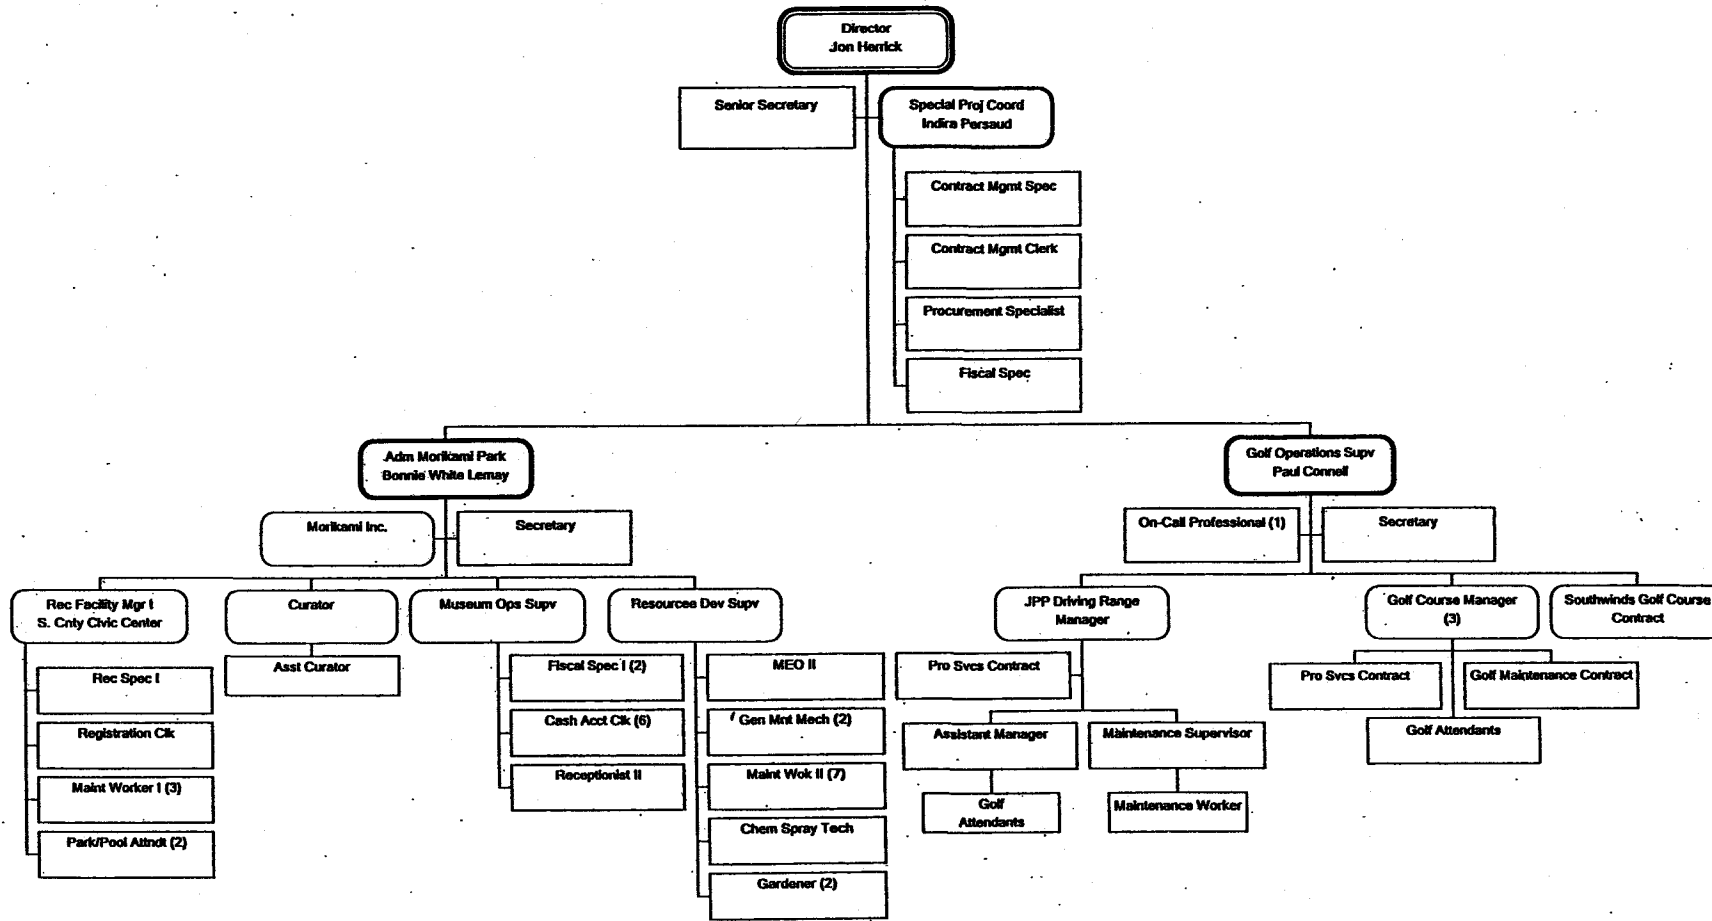 Director
Jon Herrick
Senior Secretary
Special Proj Coord
Indira Persaud
Contract Mgmt Spec
Contract Mgmt Clerk
Procurement Specialist
Fiscal Spec
Adm Morikami Park
Bonnie White Lemay
Golf Operations Supv
Paul Connell
Morikami Inc.
Secretary
On-Call Professional (1)
Secretary
Rec Facility Mgr I
S. Cnty Civic Center
Curator
Museum Ops Supv
Resourcee Dev Supv
JPP Driving Range
Manager
Golf Course Manager
(3)
Southwinds Golf Course
Contract
Rec Spec I
Registration Clk
Maint Worker I (3)
Park/Pool Attndt (2)
Asst Curator
Fiscal Spec I (2)
Cash Acct Clk (6)
Receptionist II
MEO II
Gen Mnt Mech (2)
Maint Wok II (7)
Chem Spray Tech
Gardener (2)
Pro Svcs Contract
Assistant Manager
Maintenance Supervisor
Golf
Attendants
Maintenance Worker
Pro Svcs Contract
Golf Maintenance Contract
Golf Attendants